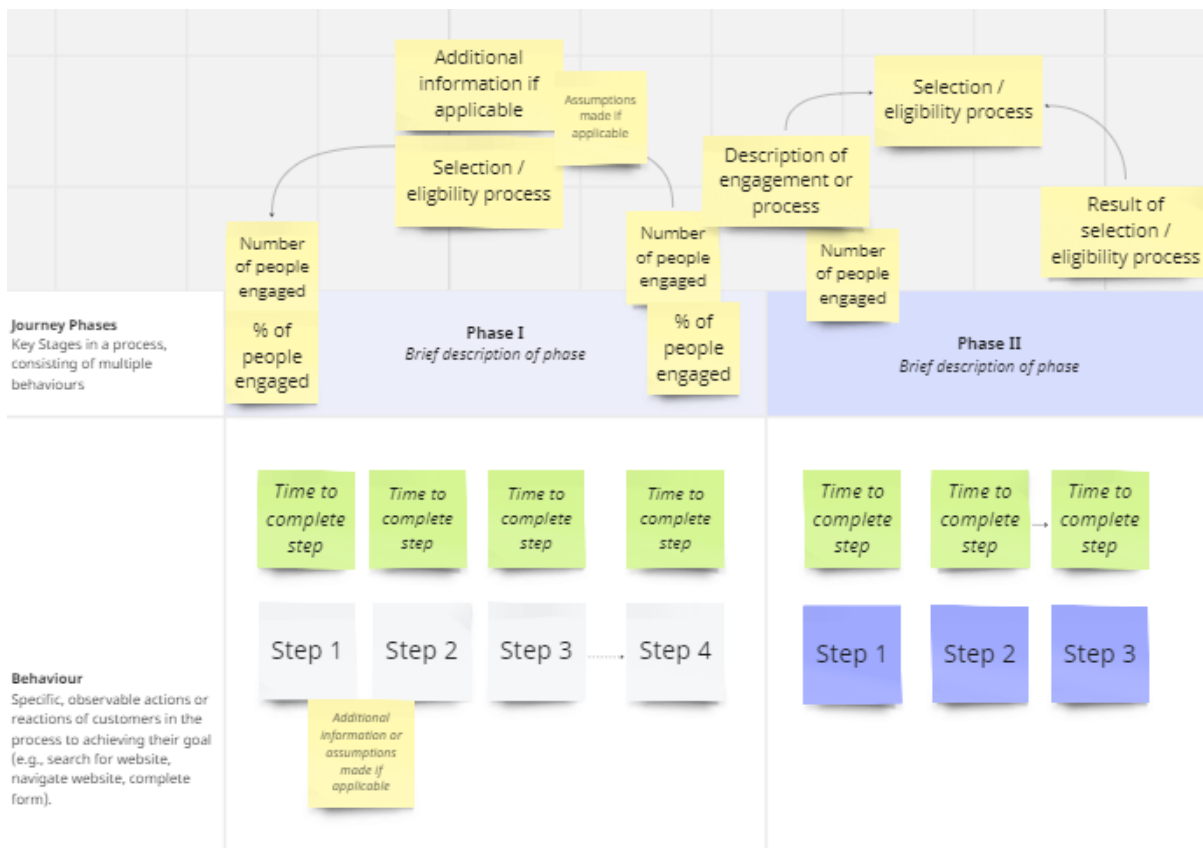 Additional
information if
applicable
Assumptions
made if
applicable
Selection /
eligbility process
Number
of people
engaged
% of
people
engaged
Number
of people
engaged
% of
people
engaged
Description of
engagement or
process
Number
of people
engaged
Selection /
eligibility process
Result of
selection /
eligibility process
Journey Phases
Key Stages in a process,
consisting of multiple
behaviours
Phase I
Brief description of phase
Phase II
Brief description of phase
Time to
complete
step
Time to
complete
step
Time to
complete
step
Time to
complete
step
Time to
complete
step
Time to
complete
step
Time to
complete
step
Step 1
Step 2
Step 3
Step 4
Step 1
Step 2
Step 3
Additional
information or
assumptions
made if
applicable
Behaviour
Specific, observable actions or
reactions of customers in the
process to achieving their goal
(e.g., search for website,
navigate website, complete
form).